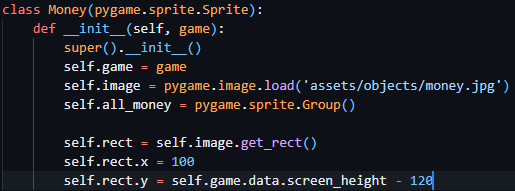 class Money(pygame.sprite.Sprite):
    def __init__(self, game):
        super().__init__()
        self.game = game
        self.image = pygame.image.load('assets/objects/money.jpg')
        self.all_money = pygame.sprite.Group()

        self.rect = self.image.get_rect()
        self.rect.x = 100
        self.rect.y = self.game.data.screen_height - 120